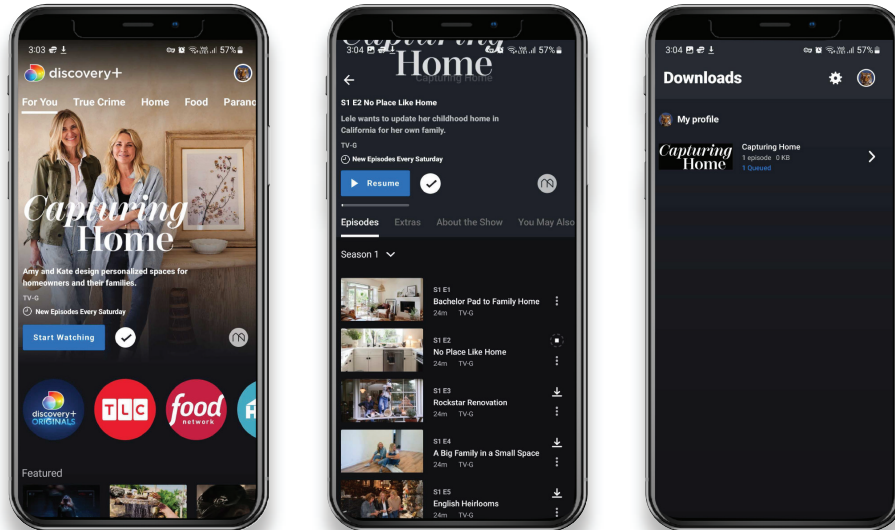 3:03
57%
discovery+
For You True Crime Home Food Parano
Capturing
Home
Amy and Kate design personalized spaces for
homeowners and their families.
TV-G
New Episodes Every Saturday
Start Watching
discovery+
ORIGINALS
TLC
food
network
Featured
3:04
57%
Capturing
Home
Capturing Home
S1 E2 No Place Like Home
Lele wants to update her childhood home in
California for her own family.
TV-G
New Episodes Every Saturday
Resume
Episodes Extras About the Show You May Also
Season 1
S1 E1
Bachelor Pad to Family Home
24m TV-G
S1 E2
No Place Like Home
24m TV-G
S1 E3
Rockstar Renovation
24m TV-G
S1 E4
A Big Family in a Small Space
24m TV-G
S1 E5
English Heirlooms
24m TV-G
3:04
57%
Downloads
My profile
Capturing
Home
Capturing Home
1 episode 0 KB
1 Queued